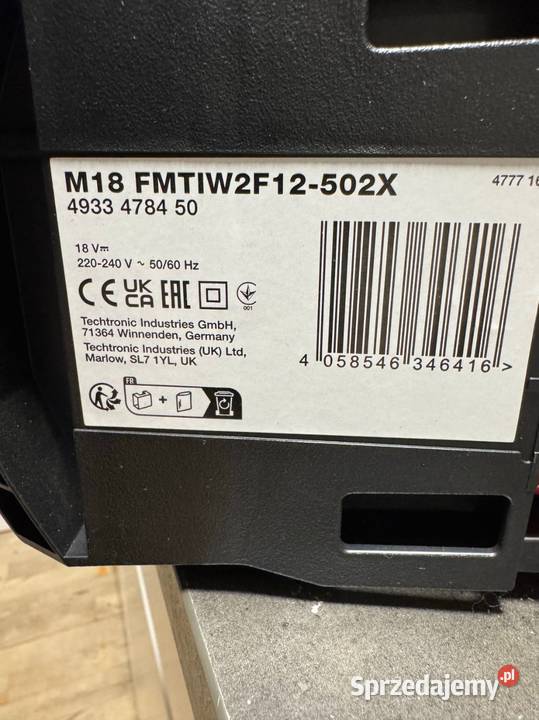 M18 FMTIW2F12-502X
4933 4784 50
4777 16
18 V⎓
220-240 V ~ 50/60 Hz
CE UK CA EAC
001
Techtronic Industries GmbH,
71364 Winnenden, Germany
Techtronic Industries (UK) Ltd,
Marlow, SL7 1YL, UK
4 058546 346416 >
FR
+
Sprzedajemy.pl